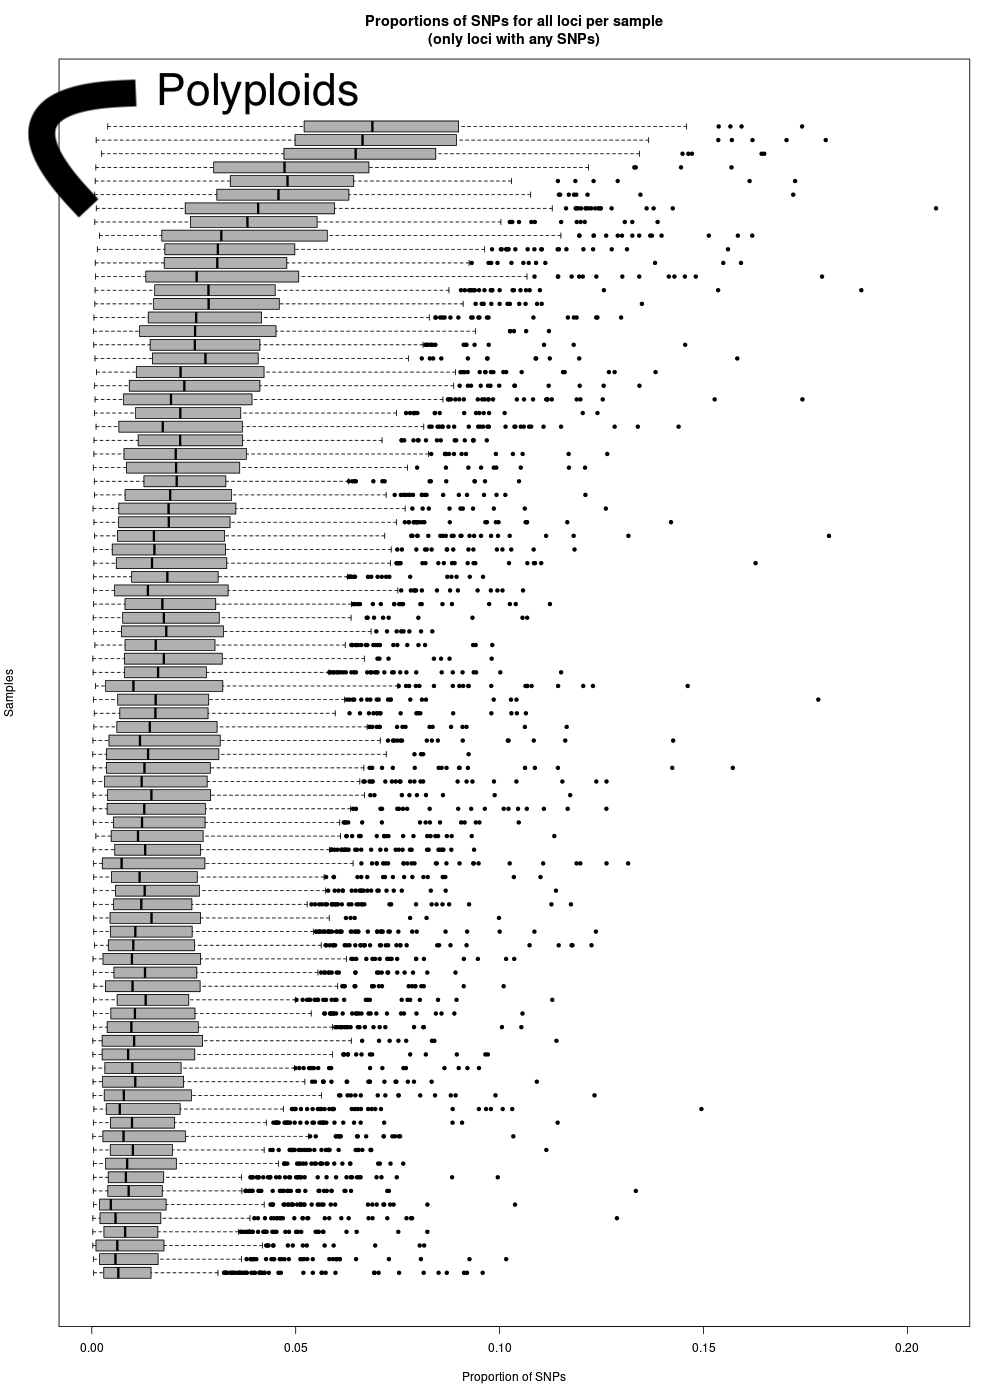 Proportions of SNPs for all loci per sample
(only loci with any SNPs)
Polyploids
Samples
0.00 0.05 0.10 0.15 0.20
Proportion of SNPs